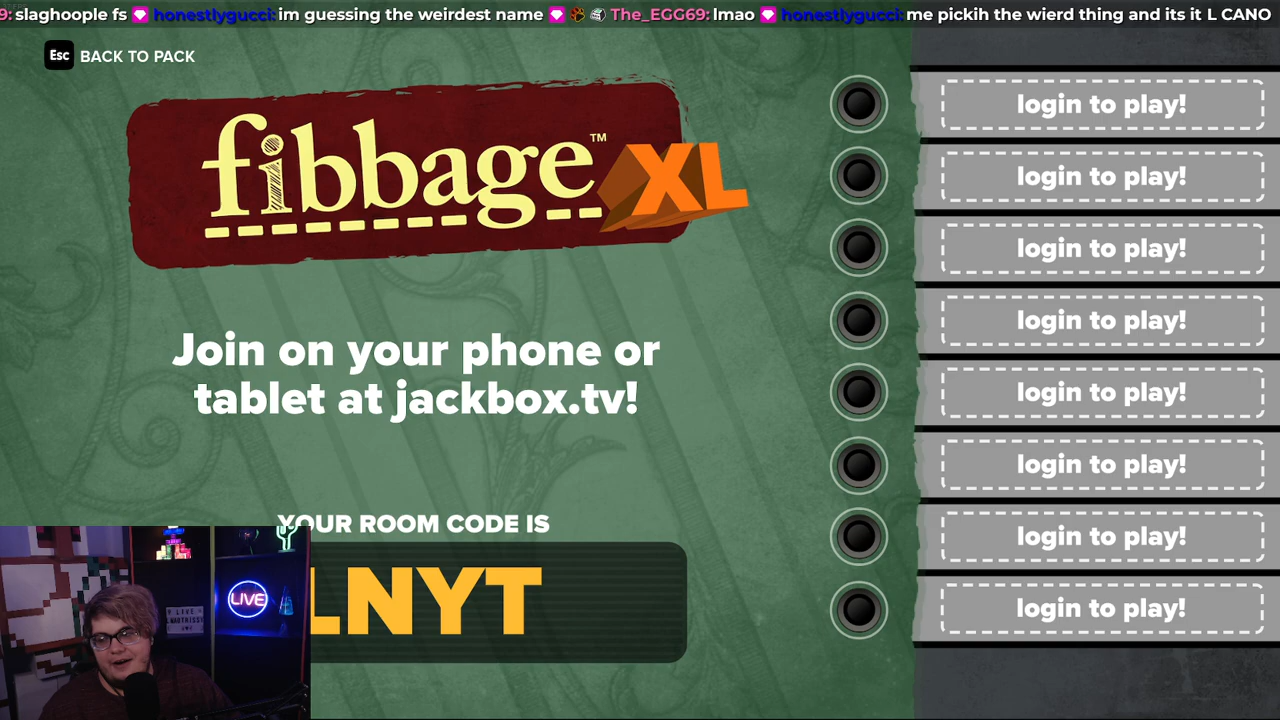 9: slaghoople fs honestlygucci: im guessing the weirdest name The_EGG69: lmao honestlygucci: me pickih the wierd thing and its it L CANO
Esc BACK TO PACK
fibbage XL ™
Join on your phone or
tablet at jackbox.tv!
YOUR ROOM CODE IS
LNYT
LIVE
login to play!
login to play!
login to play!
login to play!
login to play!
login to play!
login to play!
login to play!